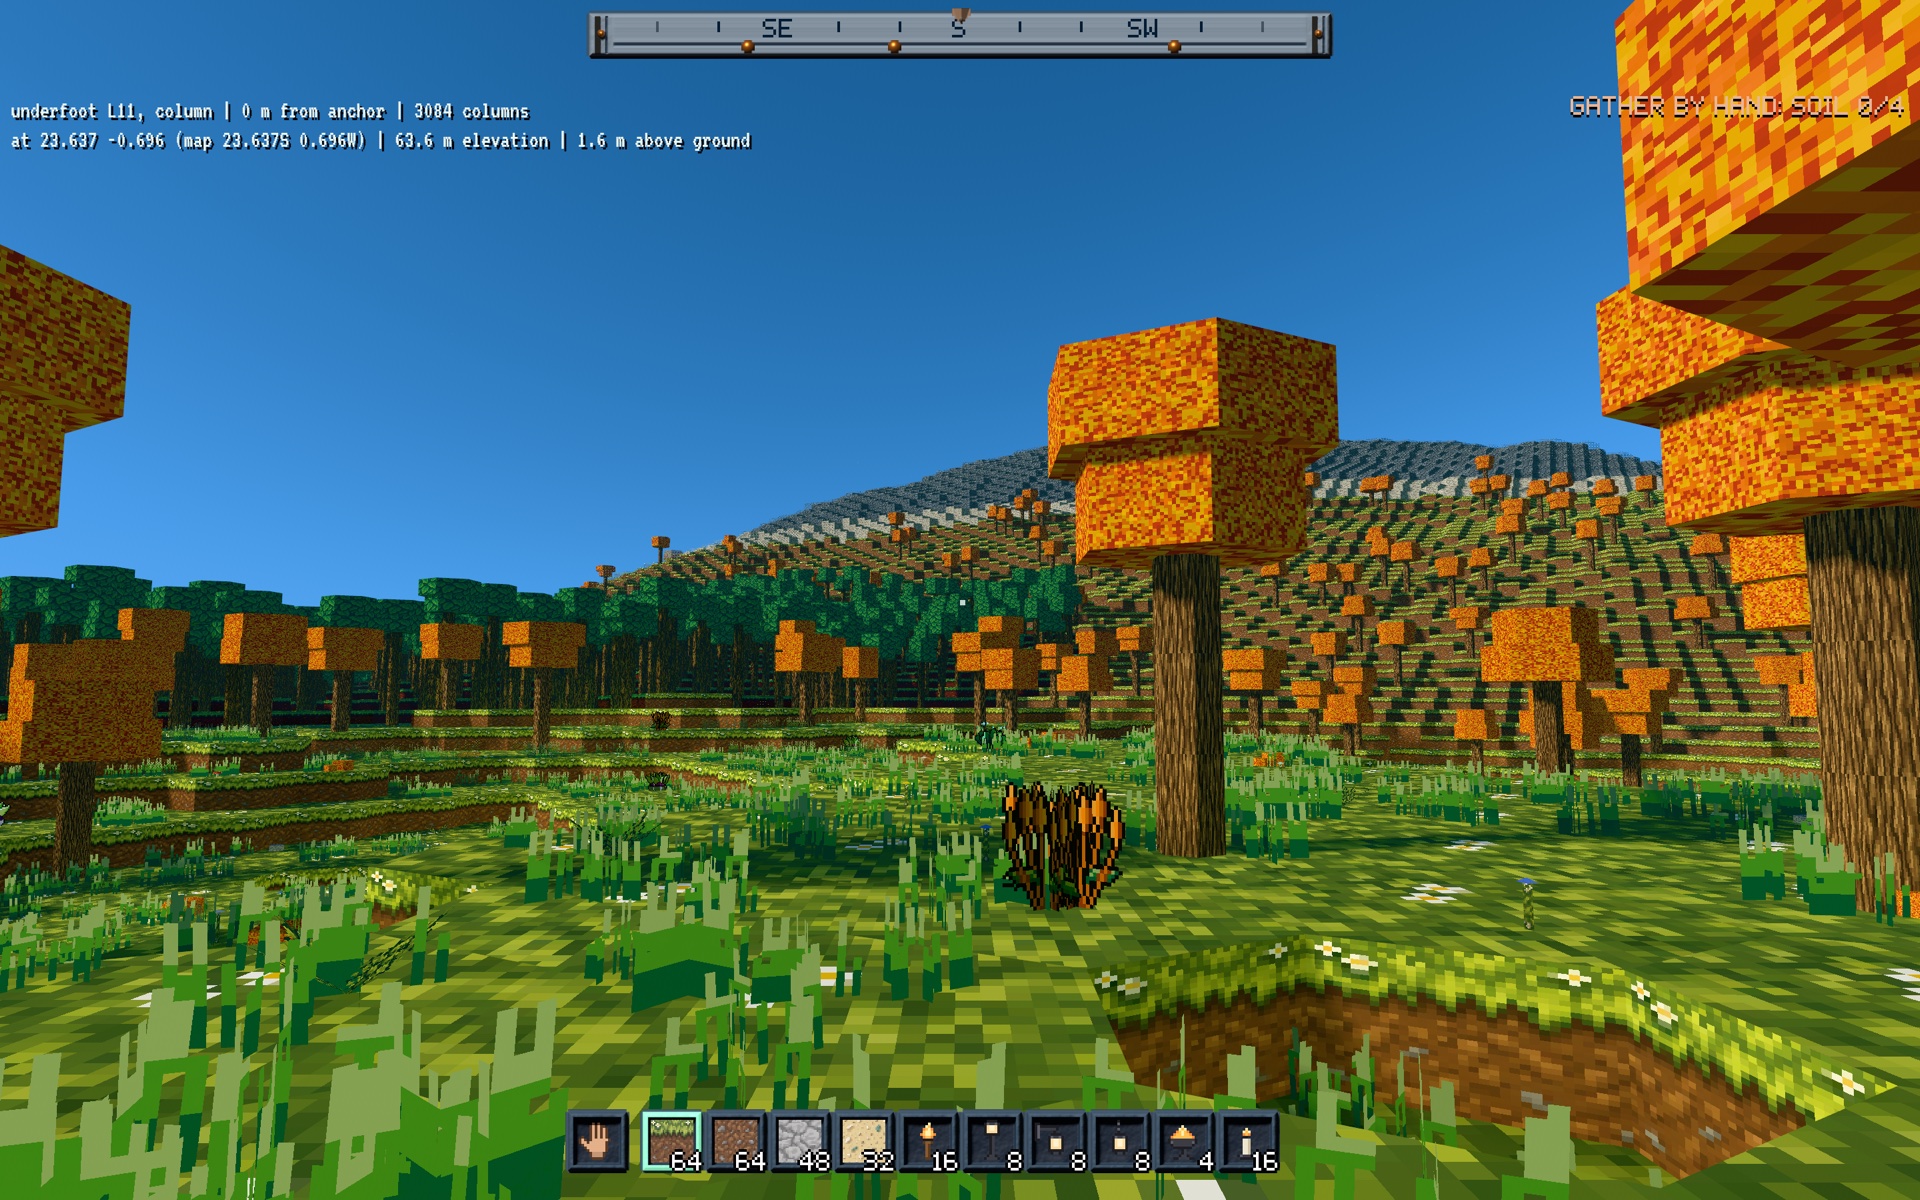 SE S SW
underfoot L11, column | 0 m from anchor | 3084 columns
GATHER BY HAND: SOIL 0/4
at 23.637 -0.696 (map 23.637S 0.696W) | 63.6 m elevation | 1.6 m above ground
64 64 48 32 16 8 8 8 4 16